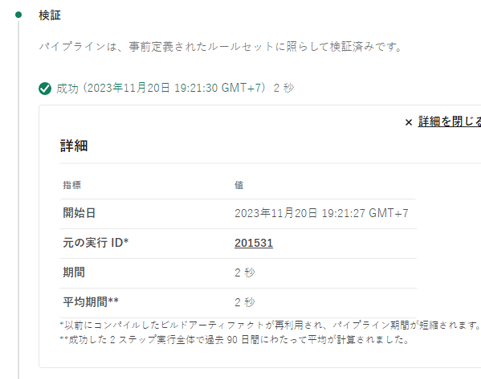 検証
パイプラインは、事前定義されたルールセットに照らして検証済みです。
成功 (2023年11月20日 19:21:30 GMT+7) 2 秒
× 詳細を閉じる
詳細
指標 値
開始日 2023年11月20日 19:21:27 GMT+7
元の実行 ID* 201531
期間 2 秒
平均期間** 2 秒
*以前にコンパイルしたビルドアーティファクトが再利用され、パイプライン期間が短縮されます。
**成功した 2 ステップ実行全体で過去 90 日間にわたって平均が計算されました。